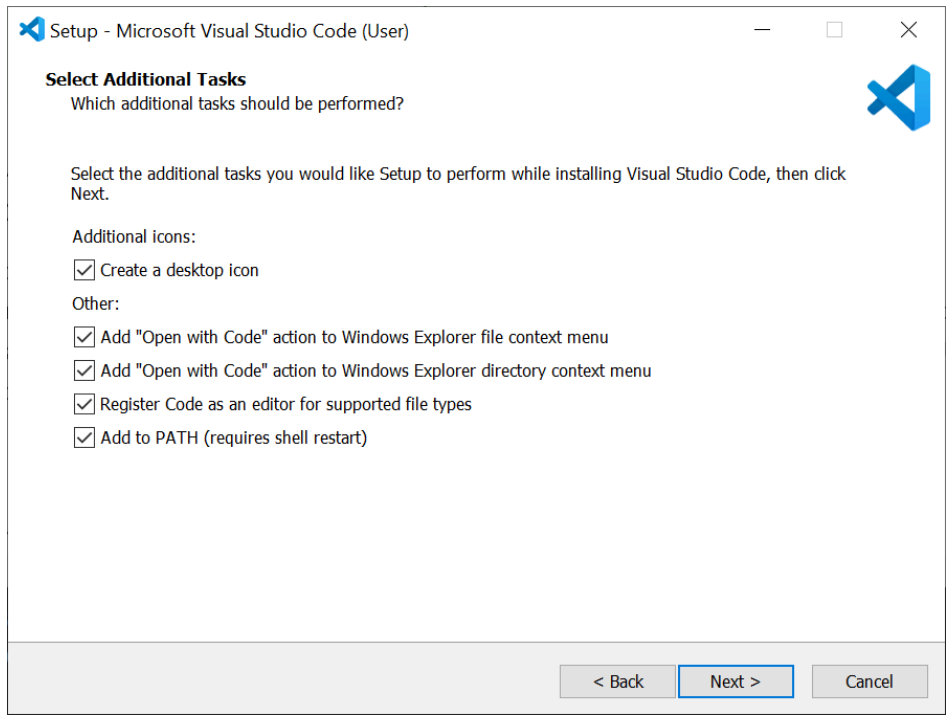 Setup - Microsoft Visual Studio Code (User)
Select Additional Tasks
Which additional tasks should be performed?
Select the additional tasks you would like Setup to perform while installing Visual Studio Code, then click
Next.
Additional icons:
Create a desktop icon
Other:
Add "Open with Code" action to Windows Explorer file context menu
Add "Open with Code" action to Windows Explorer directory context menu
Register Code as an editor for supported file types
Add to PATH (requires shell restart)
< Back Next > Cancel